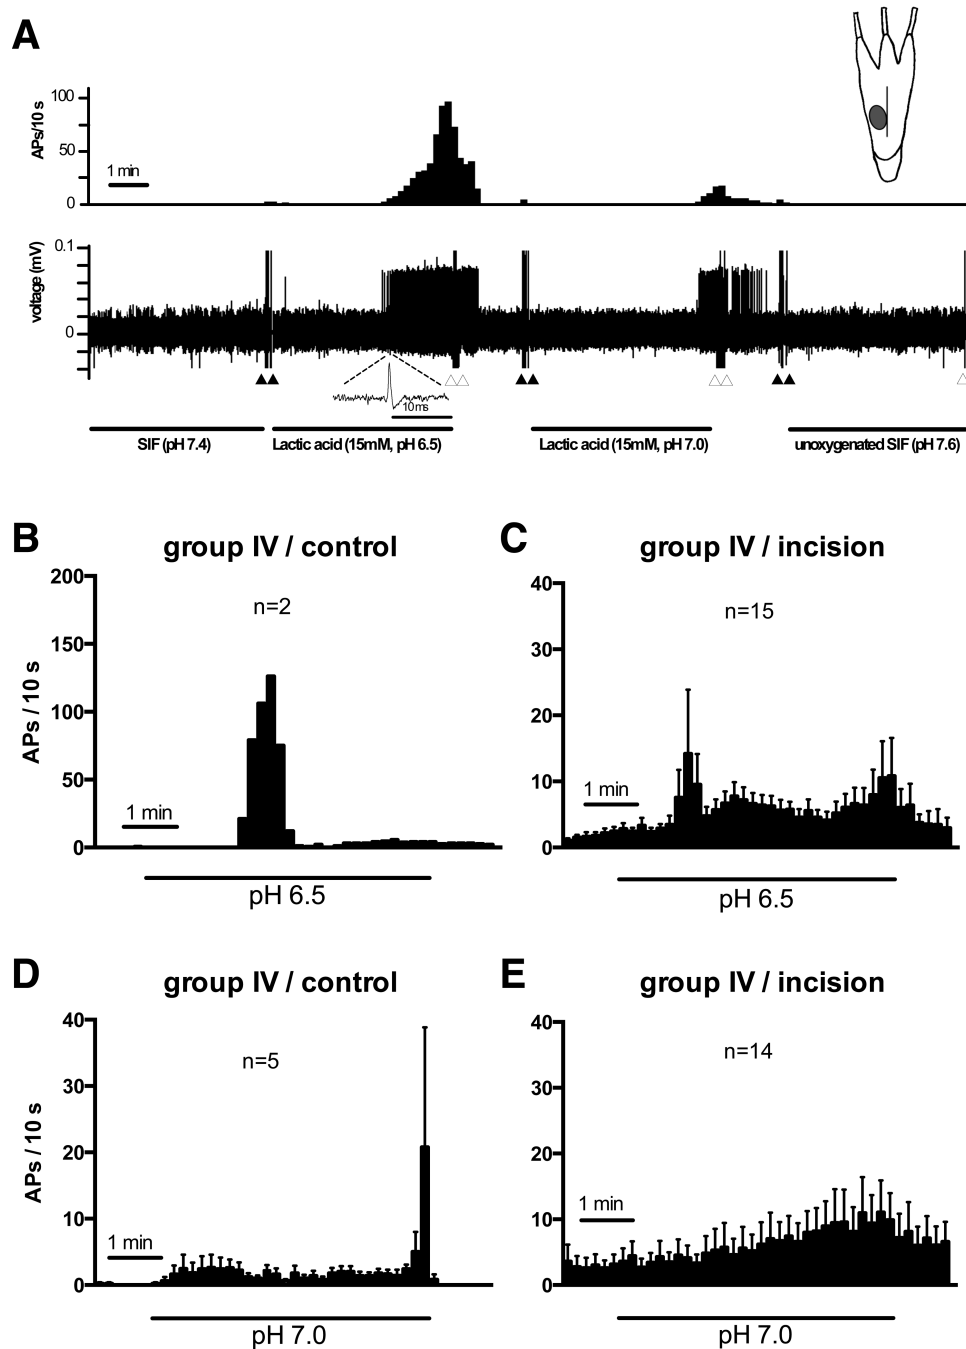 A
100
APs/10 s
50
1 min
0
0.1
voltage (mV)
0
10ms
SIF (pH 7.4)
Lactic acid (15mM, pH 6.5)
Lactic acid (15mM, pH 7.0)
unoxygenated SIF (pH 7.6)
B
group IV / control
200
n=2
150
APs / 10 s
100
50
1 min
0
pH 6.5
C
group IV / incision
40
n=15
30
20
10
1 min
0
pH 6.5
D
group IV / control
40
n=5
30
APs / 10 s
20
10
1 min
0
pH 7.0
E
group IV / incision
40
n=14
30
20
10
1 min
0
pH 7.0